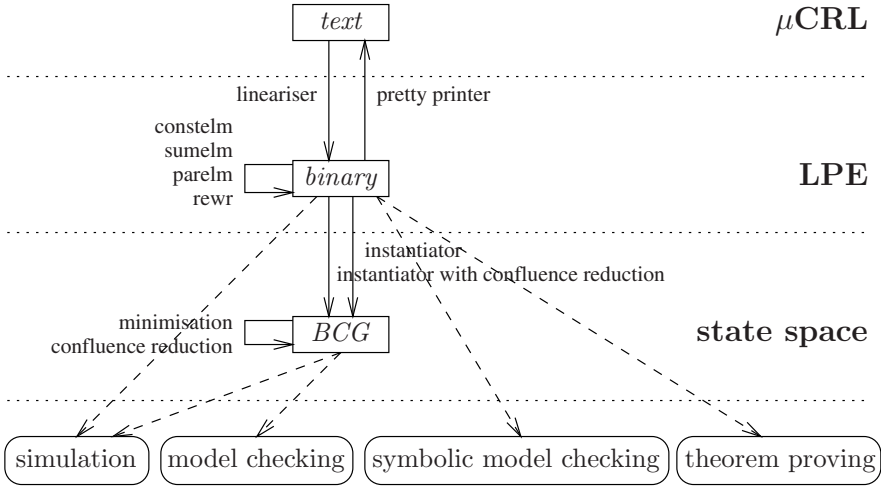 text
μCRL
lineariser
pretty printer
constelm
sumelm
parelm
rewr
binary
LPE
instantiator
instantiator with confluence reduction
minimisation
confluence reduction
BCG
state space
simulation
model checking
symbolic model checking
theorem proving